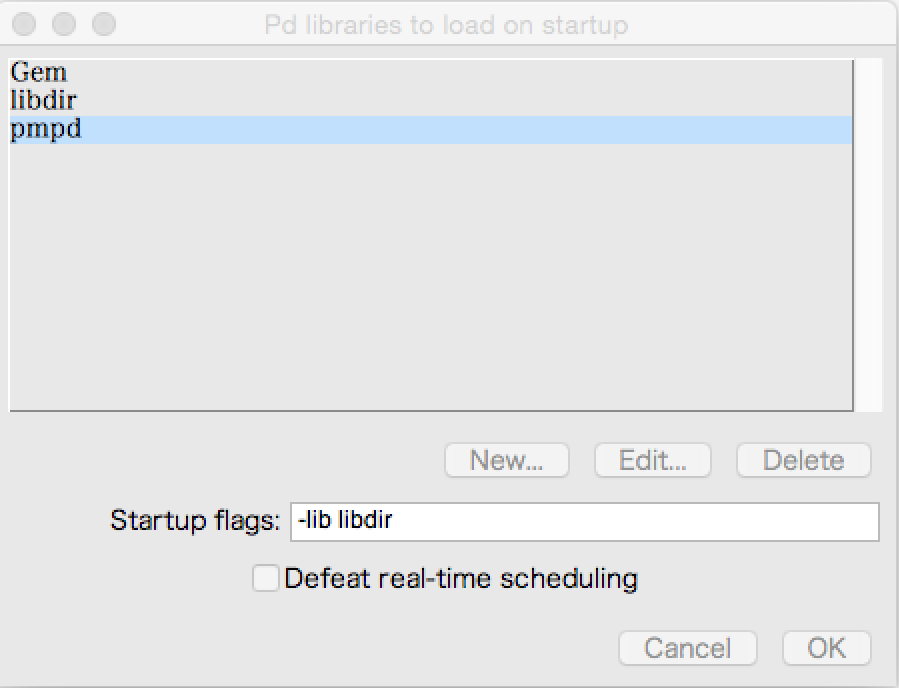 Pd libraries to load on startup
Gem
libdir
pmpd
New... Edit... Delete
Startup flags: -lib libdir
Defeat real-time scheduling
Cancel OK